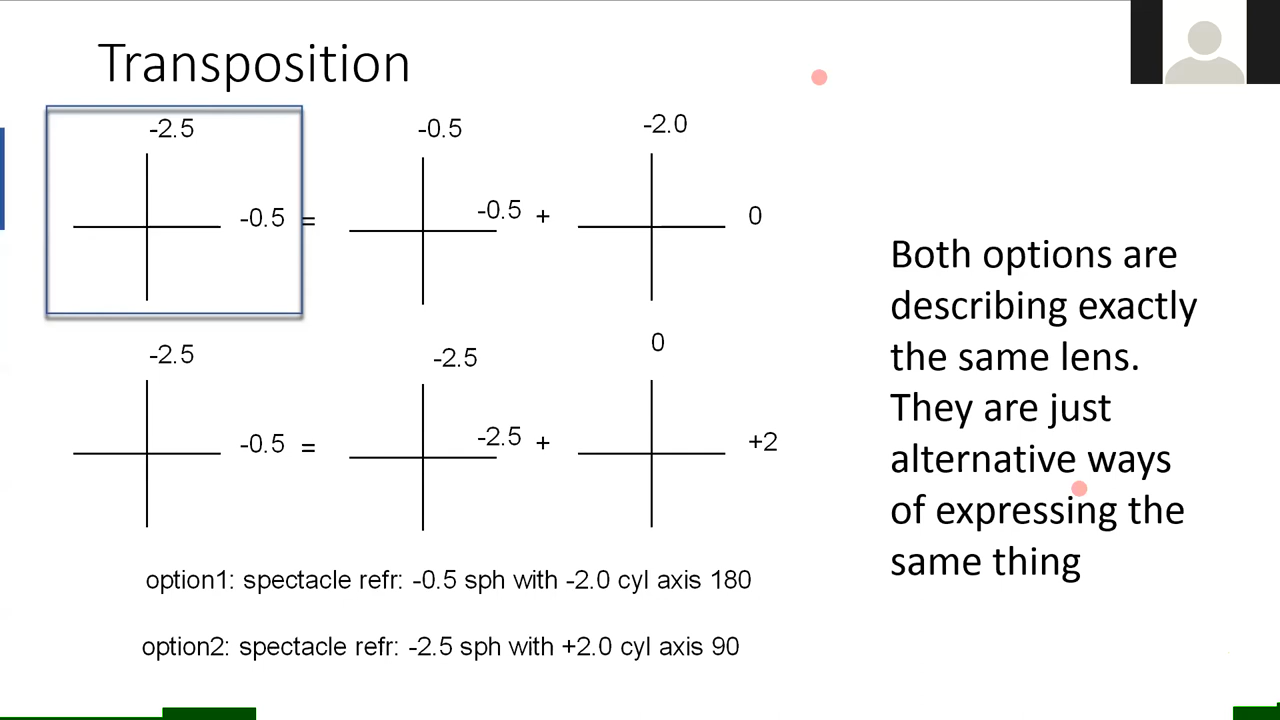 Transposition
-2.5 -0.5 -2.0
-0.5 = -0.5 + 0
-2.5 -2.5 0
-0.5 = -2.5 + +2
option1: spectacle refr: -0.5 sph with -2.0 cyl axis 180
option2: spectacle refr: -2.5 sph with +2.0 cyl axis 90
Both options are
describing exactly
the same lens.
They are just
alternative ways
of expressing the
same thing